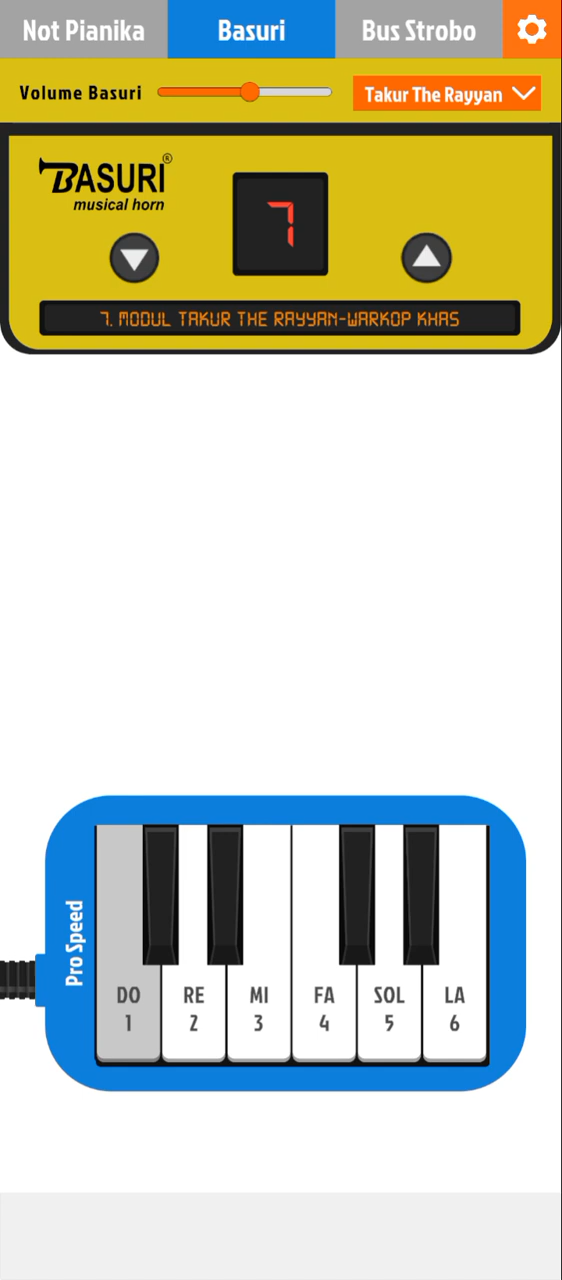 Not Pianika
Basuri
Bus Strobo
Volume Basuri
Takur The Rayyan
BASURI®
musical horn
7
7. MODUL TAKUR THE RAYYAN-WARKOP KHAS
Pro Speed
DO RE MI FA SOL LA
1 2 3 4 5 6